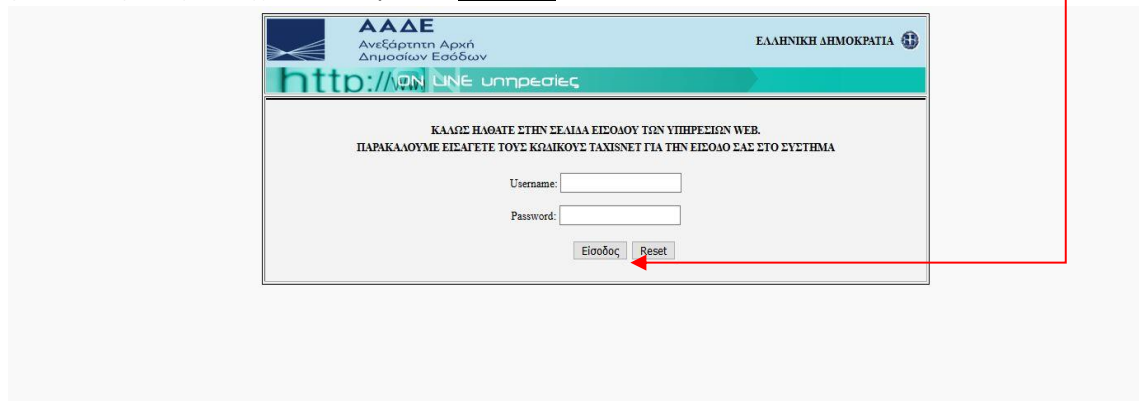 ΑΑΔΕ
Ανεξάρτητη Αρχή
Δημοσίων Εσόδων
ΕΛΛΗΝΙΚΗ ΔΗΜΟΚΡΑΤΙΑ
http://
ON LINE υπηρεσίες
ΚΑΛΩΣ ΗΛΘΑΤΕ ΣΤΗΝ ΣΕΛΙΔΑ ΕΙΣΟΔΟΥ ΤΩΝ ΥΠΗΡΕΣΙΩΝ WEB.
ΠΑΡΑΚΑΛΟΥΜΕ ΕΙΣΑΓΕΤΕ ΤΟΥΣ ΚΩΔΙΚΟΥΣ TAXISNET ΓΙΑ ΤΗΝ ΕΙΣΟΔΟ ΣΑΣ ΣΤΟ ΣΥΣΤΗΜΑ
Username:
Password:
Είσοδος Reset